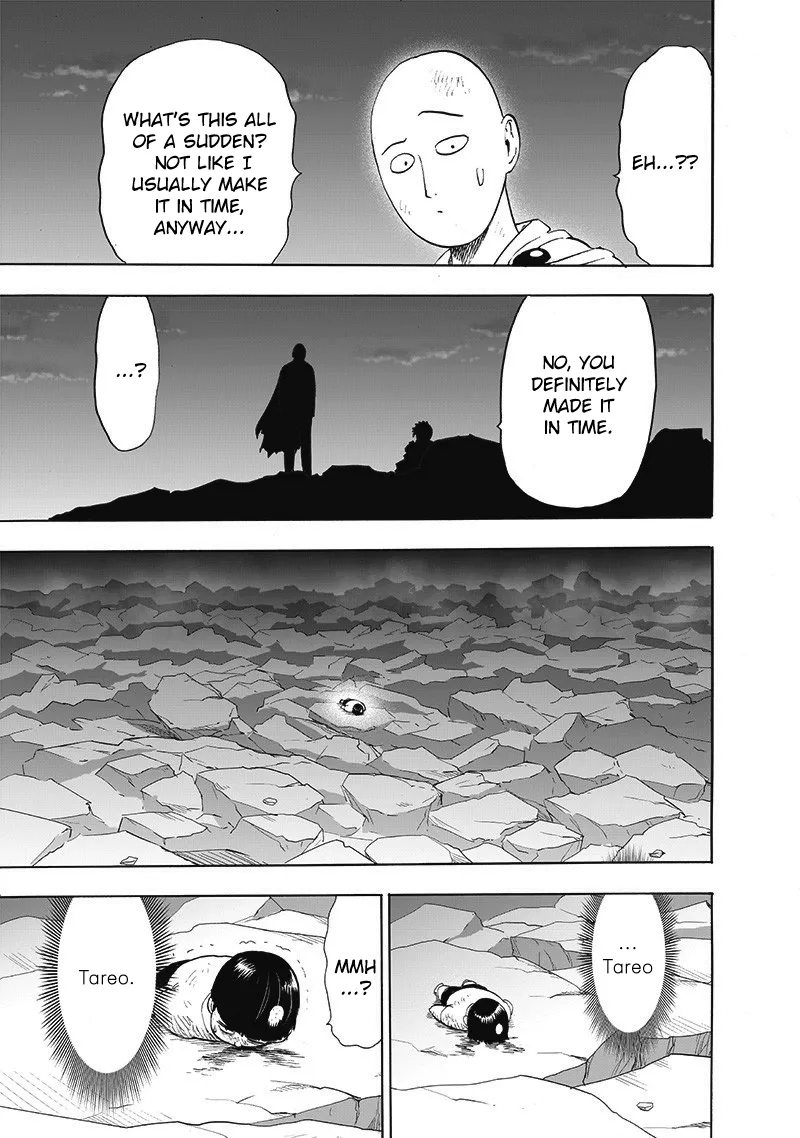 EH...??
WHAT'S THIS ALL
OF A SUDDEN?
NOT LIKE I
USUALLY MAKE
IT IN TIME,
ANYWAY...
NO, YOU
DEFINITELY
MADE IT
IN TIME.
...?
...
Tareo
MMH
...?
Tareo.